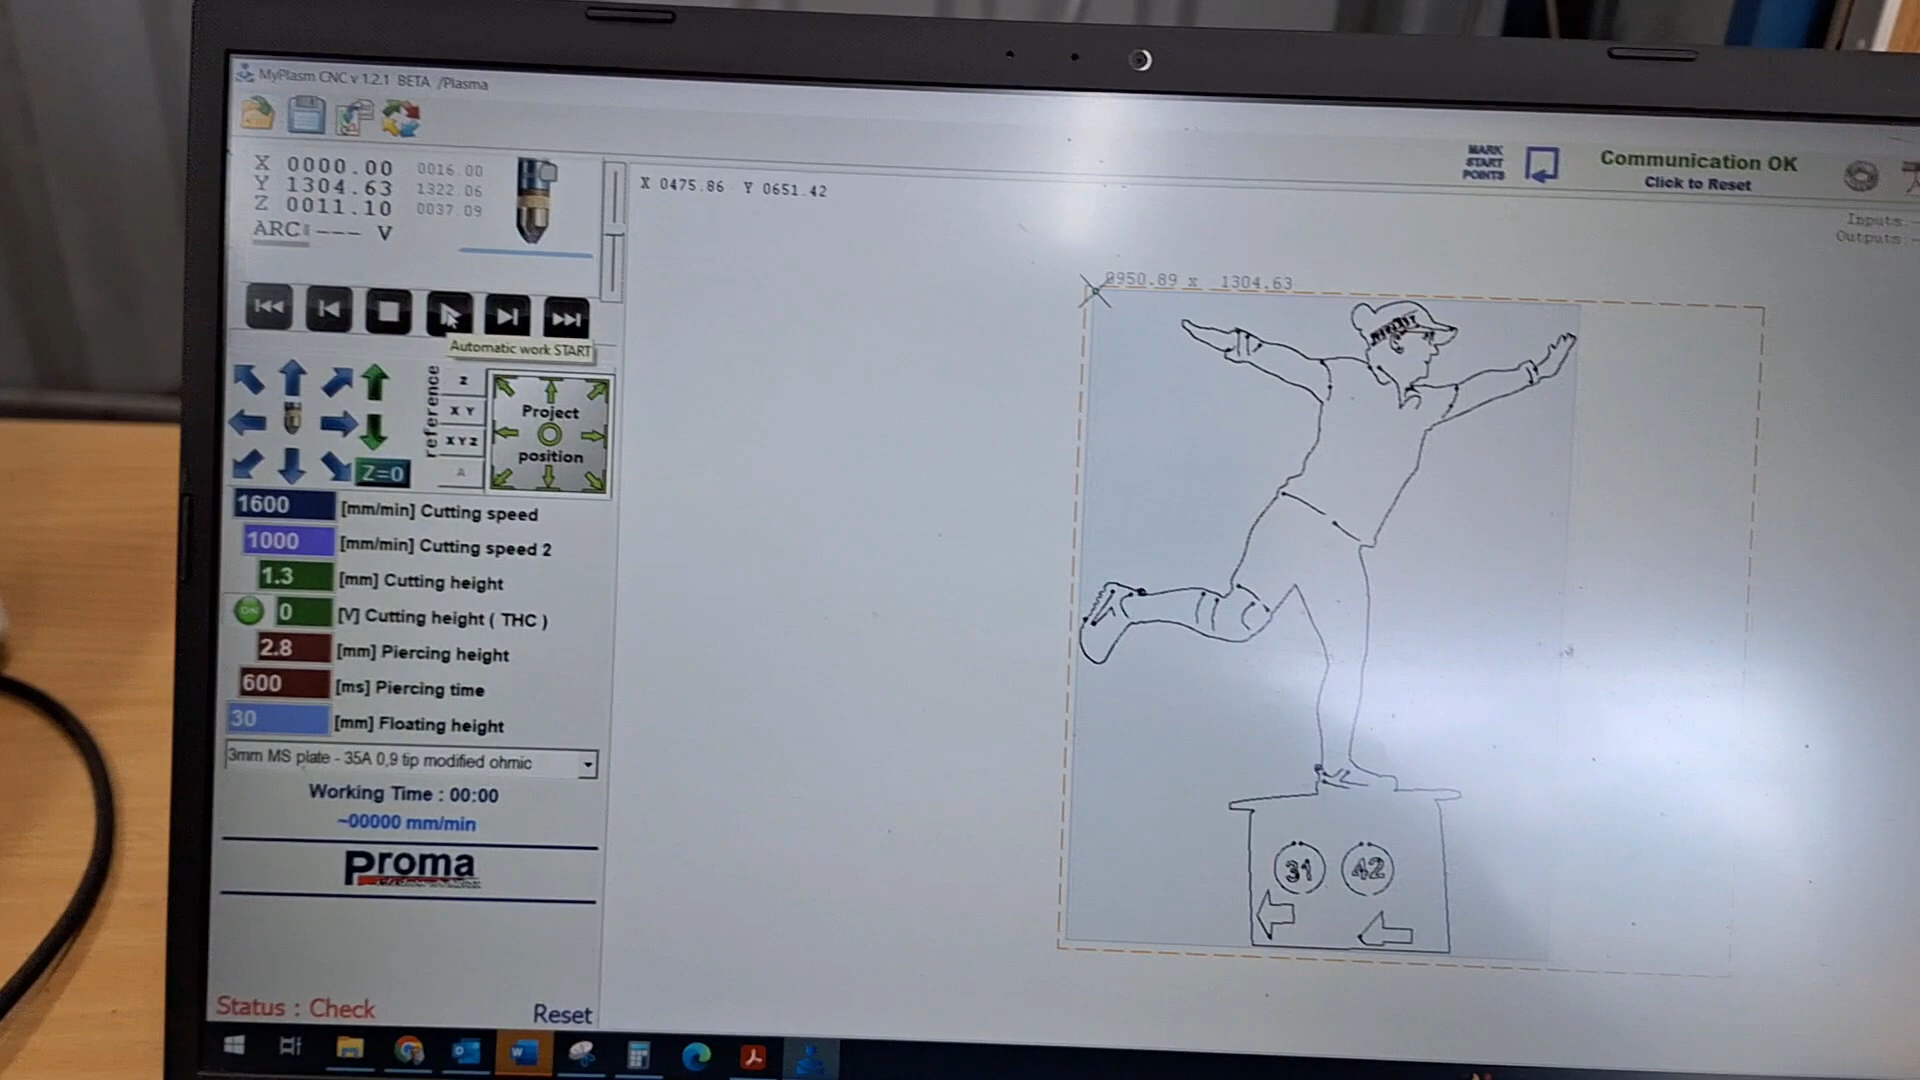 MyPlasm CNC v 1.2.1 BETA /Plasma
X 0000.00 0016.00
Y 1304.63 1322.06
Z 0011.10 0037.09
ARC --- V
X 0475.86 Y 0651.42
MARK
START
POINTS
Communication OK
Click to Reset
Inputs
Outputs
0950.89 x 1304.63
Automatic work START
reference
Z
X Y
X Y Z
A
Project
position
Z=0
1600 [mm/min] Cutting speed
1000 [mm/min] Cutting speed 2
1.3 [mm] Cutting height
ON 0 [V] Cutting height ( THC )
2.8 [mm] Piercing height
600 [ms] Piercing time
30 [mm] Floating height
3mm MS plate - 35A 0,9 tip modified ohmic
Working Time : 00:00
~00000 mm/min
Proma
31 42
Status : Check
Reset